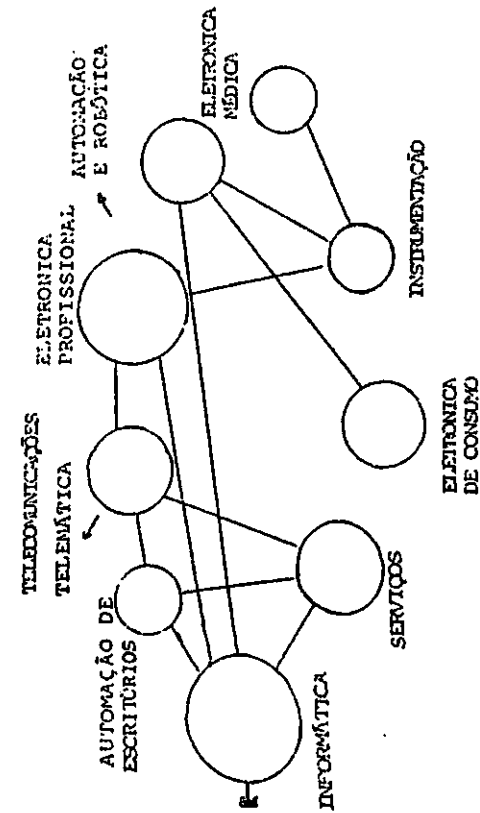 AUTOMAÇÃO DE
ESCRITÓRIOS
TELECOMUNICAÇÕES
TELEMÁTICA
ELETRONICA
PROFISSIONAL
AUTOMAÇÃO
E ROBÓTICA
ELETRONICA
MÉDICA
INFORMÁTICA
SERVIÇOS
ELETRONICA
DE CONSUMO
INSTRUMENTAÇÃO